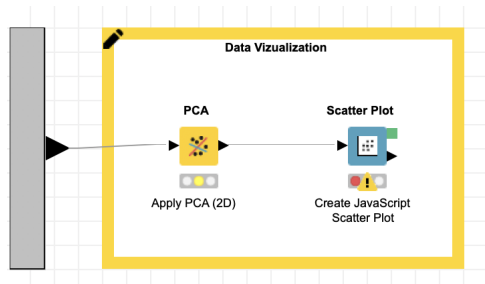 Data Vizualization
PCA
Scatter Plot
Apply PCA (2D)
Create JavaScript
Scatter Plot